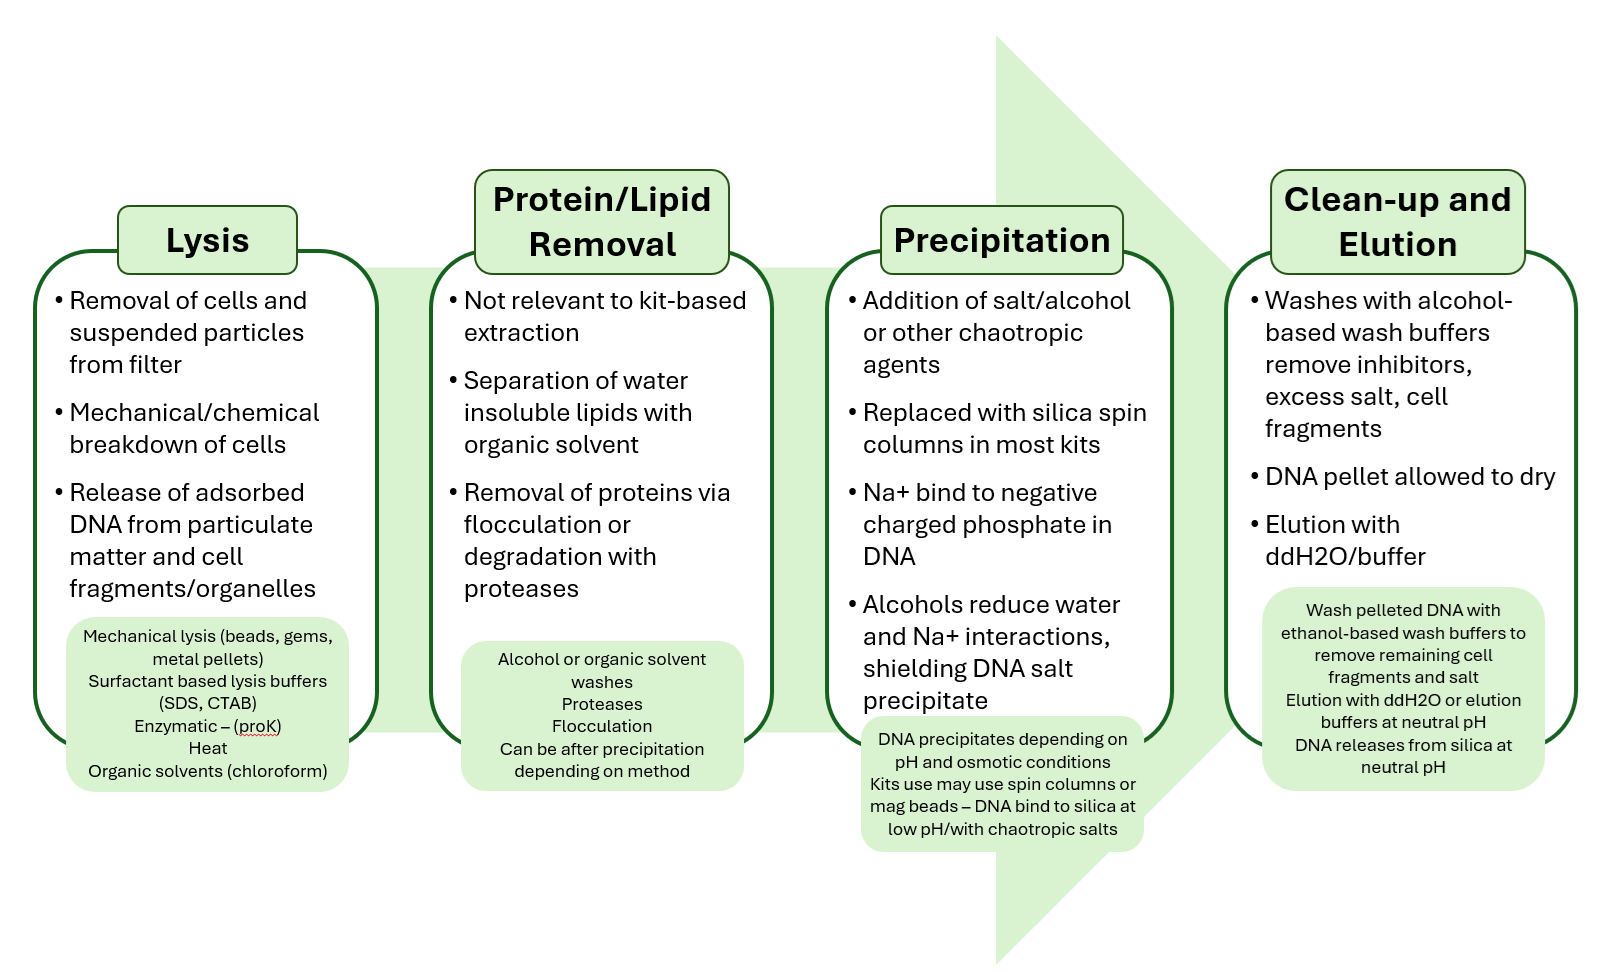 Lysis
• Removal of cells and
suspended particles
from filter
• Mechanical/chemical
breakdown of cells
• Release of adsorbed
DNA from particulate
matter and cell
fragments/organelles
Mechanical lysis (beads, gems,
metal pellets)
Surfactant based lysis buffers
(SDS, CTAB)
Enzymatic – (proK)
Heat
Organic solvents (chloroform)
Protein/Lipid
Removal
• Not relevant to kit-based
extraction
• Separation of water
insoluble lipids with
organic solvent
• Removal of proteins via
flocculation or
degradation with
proteases
Alcohol or organic solvent
washes
Proteases
Flocculation
Can be after precipitation
depending on method
Precipitation
• Addition of salt/alcohol
or other chaotropic
agents
• Replaced with silica spin
columns in most kits
• Na+ bind to negative
charged phosphate in
DNA
• Alcohols reduce water
and Na+ interactions,
shielding DNA salt
precipitate
DNA precipitates depending on
pH and osmotic conditions
Kits use may use spin columns or
mag beads – DNA bind to silica at
low pH/with chaotropic salts
Clean-up and
Elution
• Washes with alcohol-
based wash buffers
remove inhibitors,
excess salt, cell
fragments
• DNA pellet allowed to dry
• Elution with
ddH2O/buffer
Wash pelleted DNA with
ethanol-based wash buffers to
remove remaining cell
fragments and salt
Elution with ddH2O or elution
buffers at neutral pH
DNA releases from silica at
neutral pH